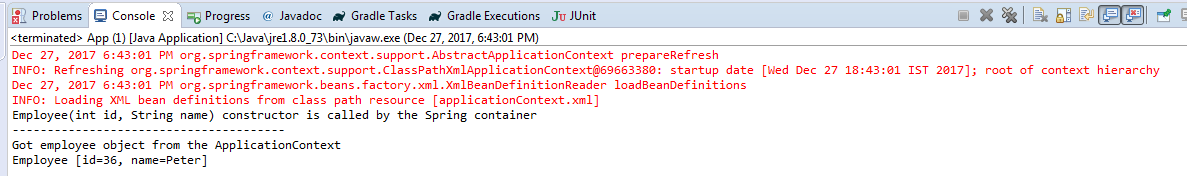 Problems Console Progress @ Javadoc Gradle Tasks Gradle Executions JU JUnit
<terminated> App (1) [Java Application] C:\Java\jre1.8.0_73\bin\javaw.exe (Dec 27, 2017, 6:43:01 PM)
Dec 27, 2017 6:43:01 PM org.springframework.context.support.AbstractApplicationContext prepareRefresh
INFO: Refreshing org.springframework.context.support.ClassPathXmlApplicationContext@69663380: startup date [Wed Dec 27 18:43:01 IST 2017]; root of context hierarchy
Dec 27, 2017 6:43:01 PM org.springframework.beans.factory.xml.XmlBeanDefinitionReader loadBeanDefinitions
INFO: Loading XML bean definitions from class path resource [applicationContext.xml]
Employee(int id, String name) constructor is called by the Spring container
----------------------------------------
Got employee object from the ApplicationContext
Employee [id=36, name=Peter]